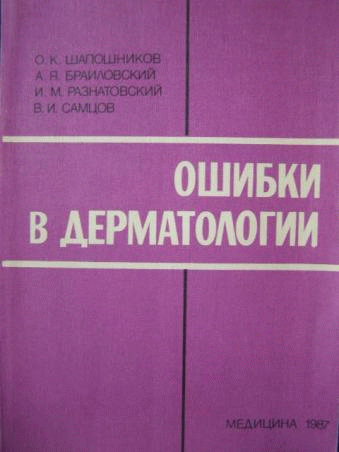 О. К. ШАПОШНИКОВ
А. Я. БРАИЛОВСКИЙ
И. М. РАЗНАТОВСКИЙ
В. И. САМЦОВ
ОШИБКИ
В ДЕРМАТОЛОГИИ
МЕДИЦИНА 1987